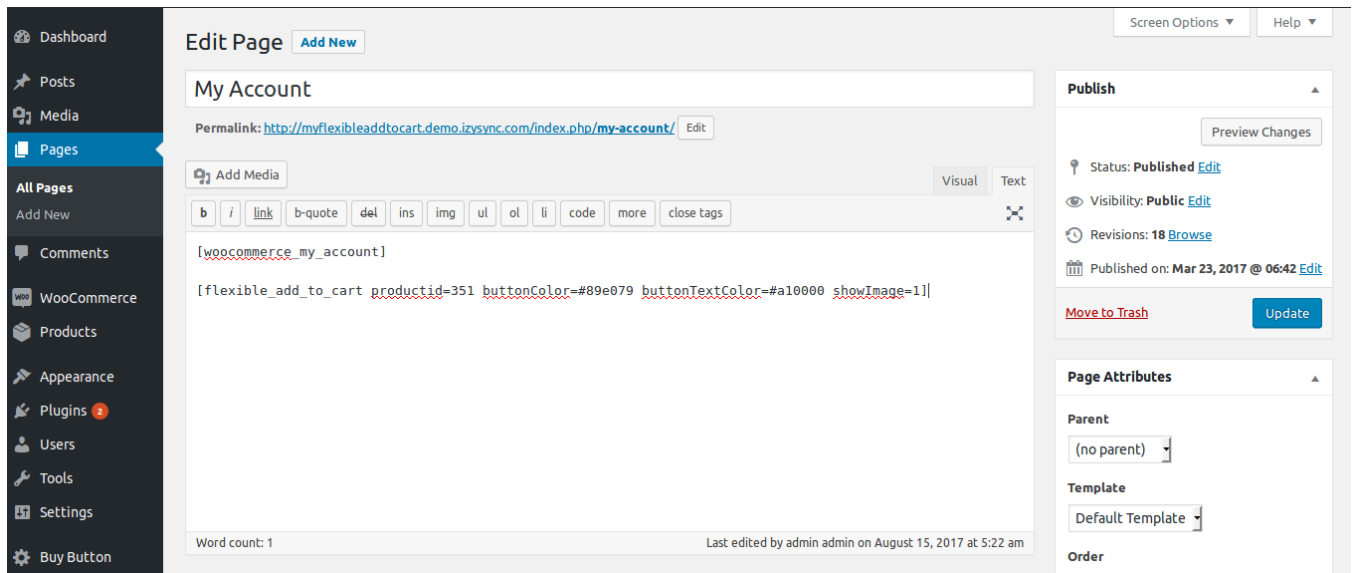 Dashboard
Posts
Media
Pages
All Pages
Add New
Comments
woo WooCommerce
Products
Appearance
Plugins 2
Users
Tools
Settings
Buy Button
Screen Options ▼ Help ▼
Edit Page Add New
My Account
Permalink: http://myflexibleaddtocart.demo.izysync.com/index.php/my-account/ Edit
Add Media
Visual Text
b i link b-quote del ins img ul ol li code more close tags
[woocommerce_my_account]
[flexible_add_to_cart productid=351 buttonColor=#89e079 buttonTextColor=#a10000 showImage=1]
Word count: 1 Last edited by admin admin on August 15, 2017 at 5:22 am
Publish ▲
Preview Changes
Status: Published Edit
Visibility: Public Edit
Revisions: 18 Browse
Published on: Mar 23, 2017 @ 06:42 Edit
Move to Trash Update
Page Attributes ▲
Parent
(no parent)
Template
Default Template
Order